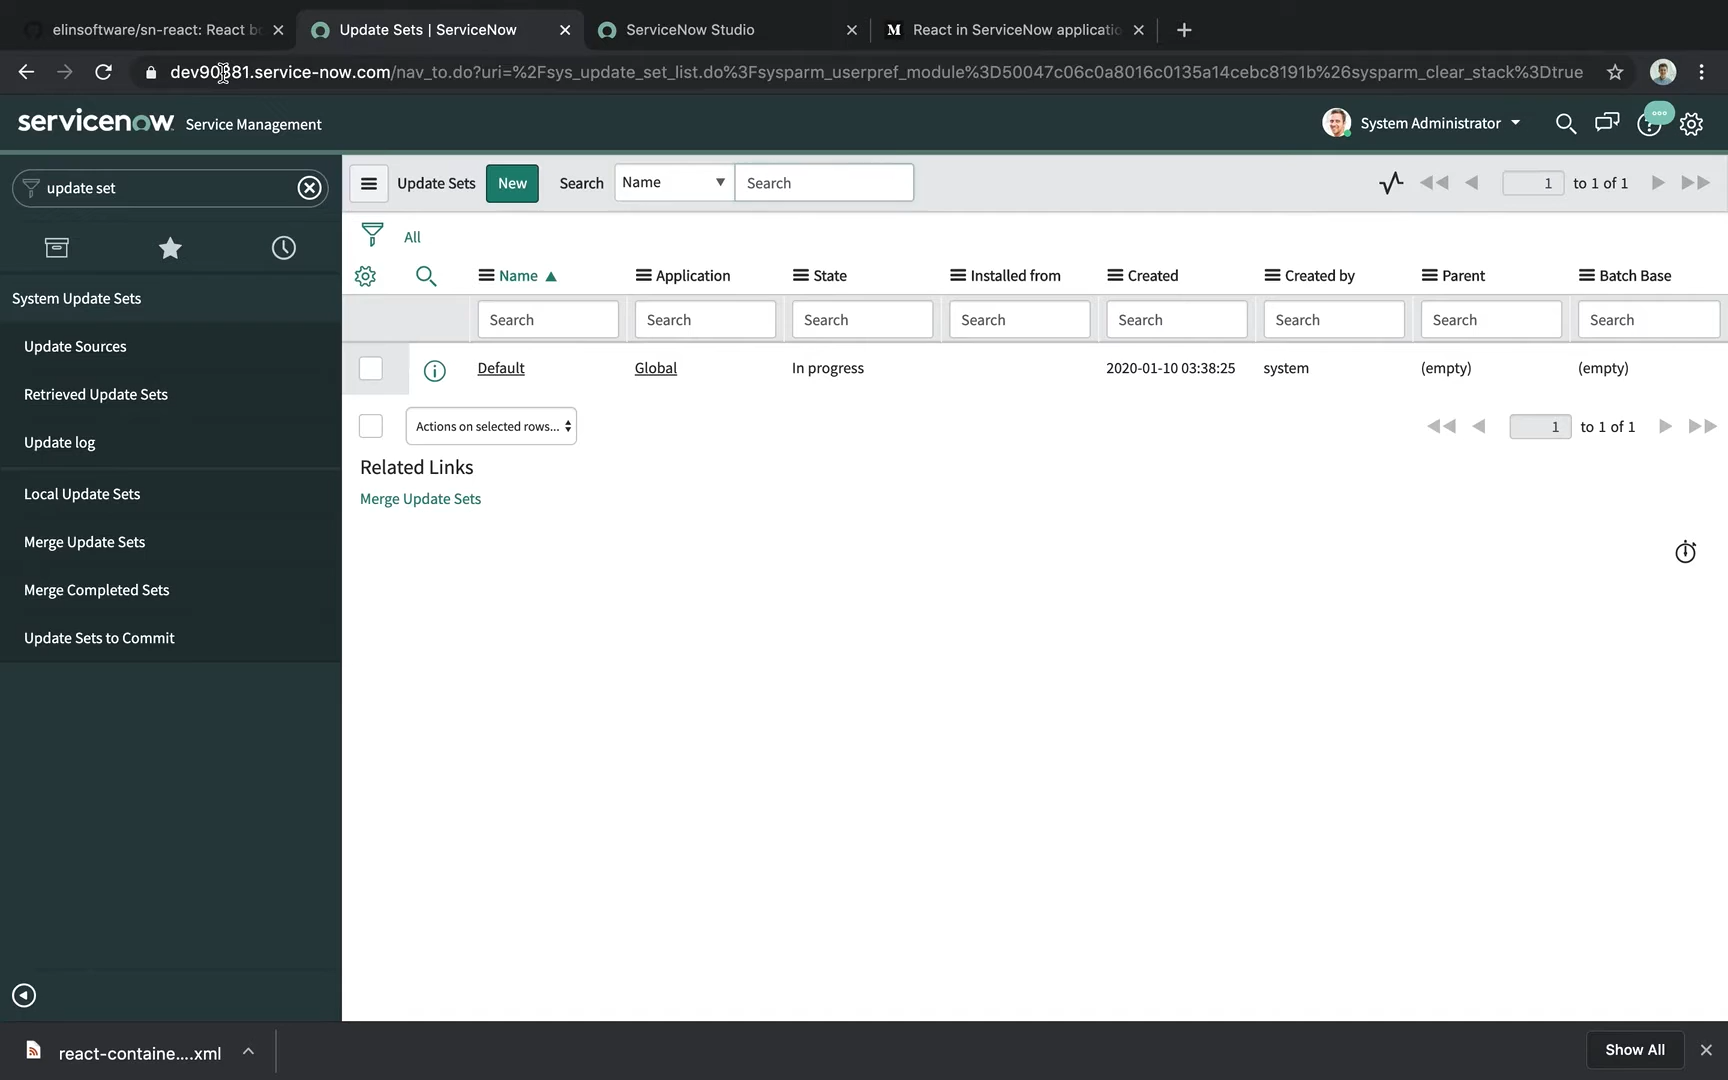 elinsoftware/sn-react: React bo
Update Sets | ServiceNow
ServiceNow Studio
M React in ServiceNow applicatio
dev90381.service-now.com/nav_to.do?uri=%2Fsys_update_set_list.do%3Fsysparm_userpref_module%3D50047c06c0a8016c0135a14cebc8191b%26sysparm_clear_stack%3Dtrue
servicenow Service Management
System Administrator
update set
Update Sets New Search Name Search
1 to 1 of 1
All
System Update Sets
Update Sources
Retrieved Update Sets
Update log
Local Update Sets
Merge Update Sets
Merge Completed Sets
Update Sets to Commit
Name Application State Installed from Created Created by Parent Batch Base
Search Search Search Search Search Search Search Search
Default Global In progress 2020-01-10 03:38:25 system (empty) (empty)
Actions on selected rows... 1 to 1 of 1
Related Links
Merge Update Sets
react-containe....xml
Show All